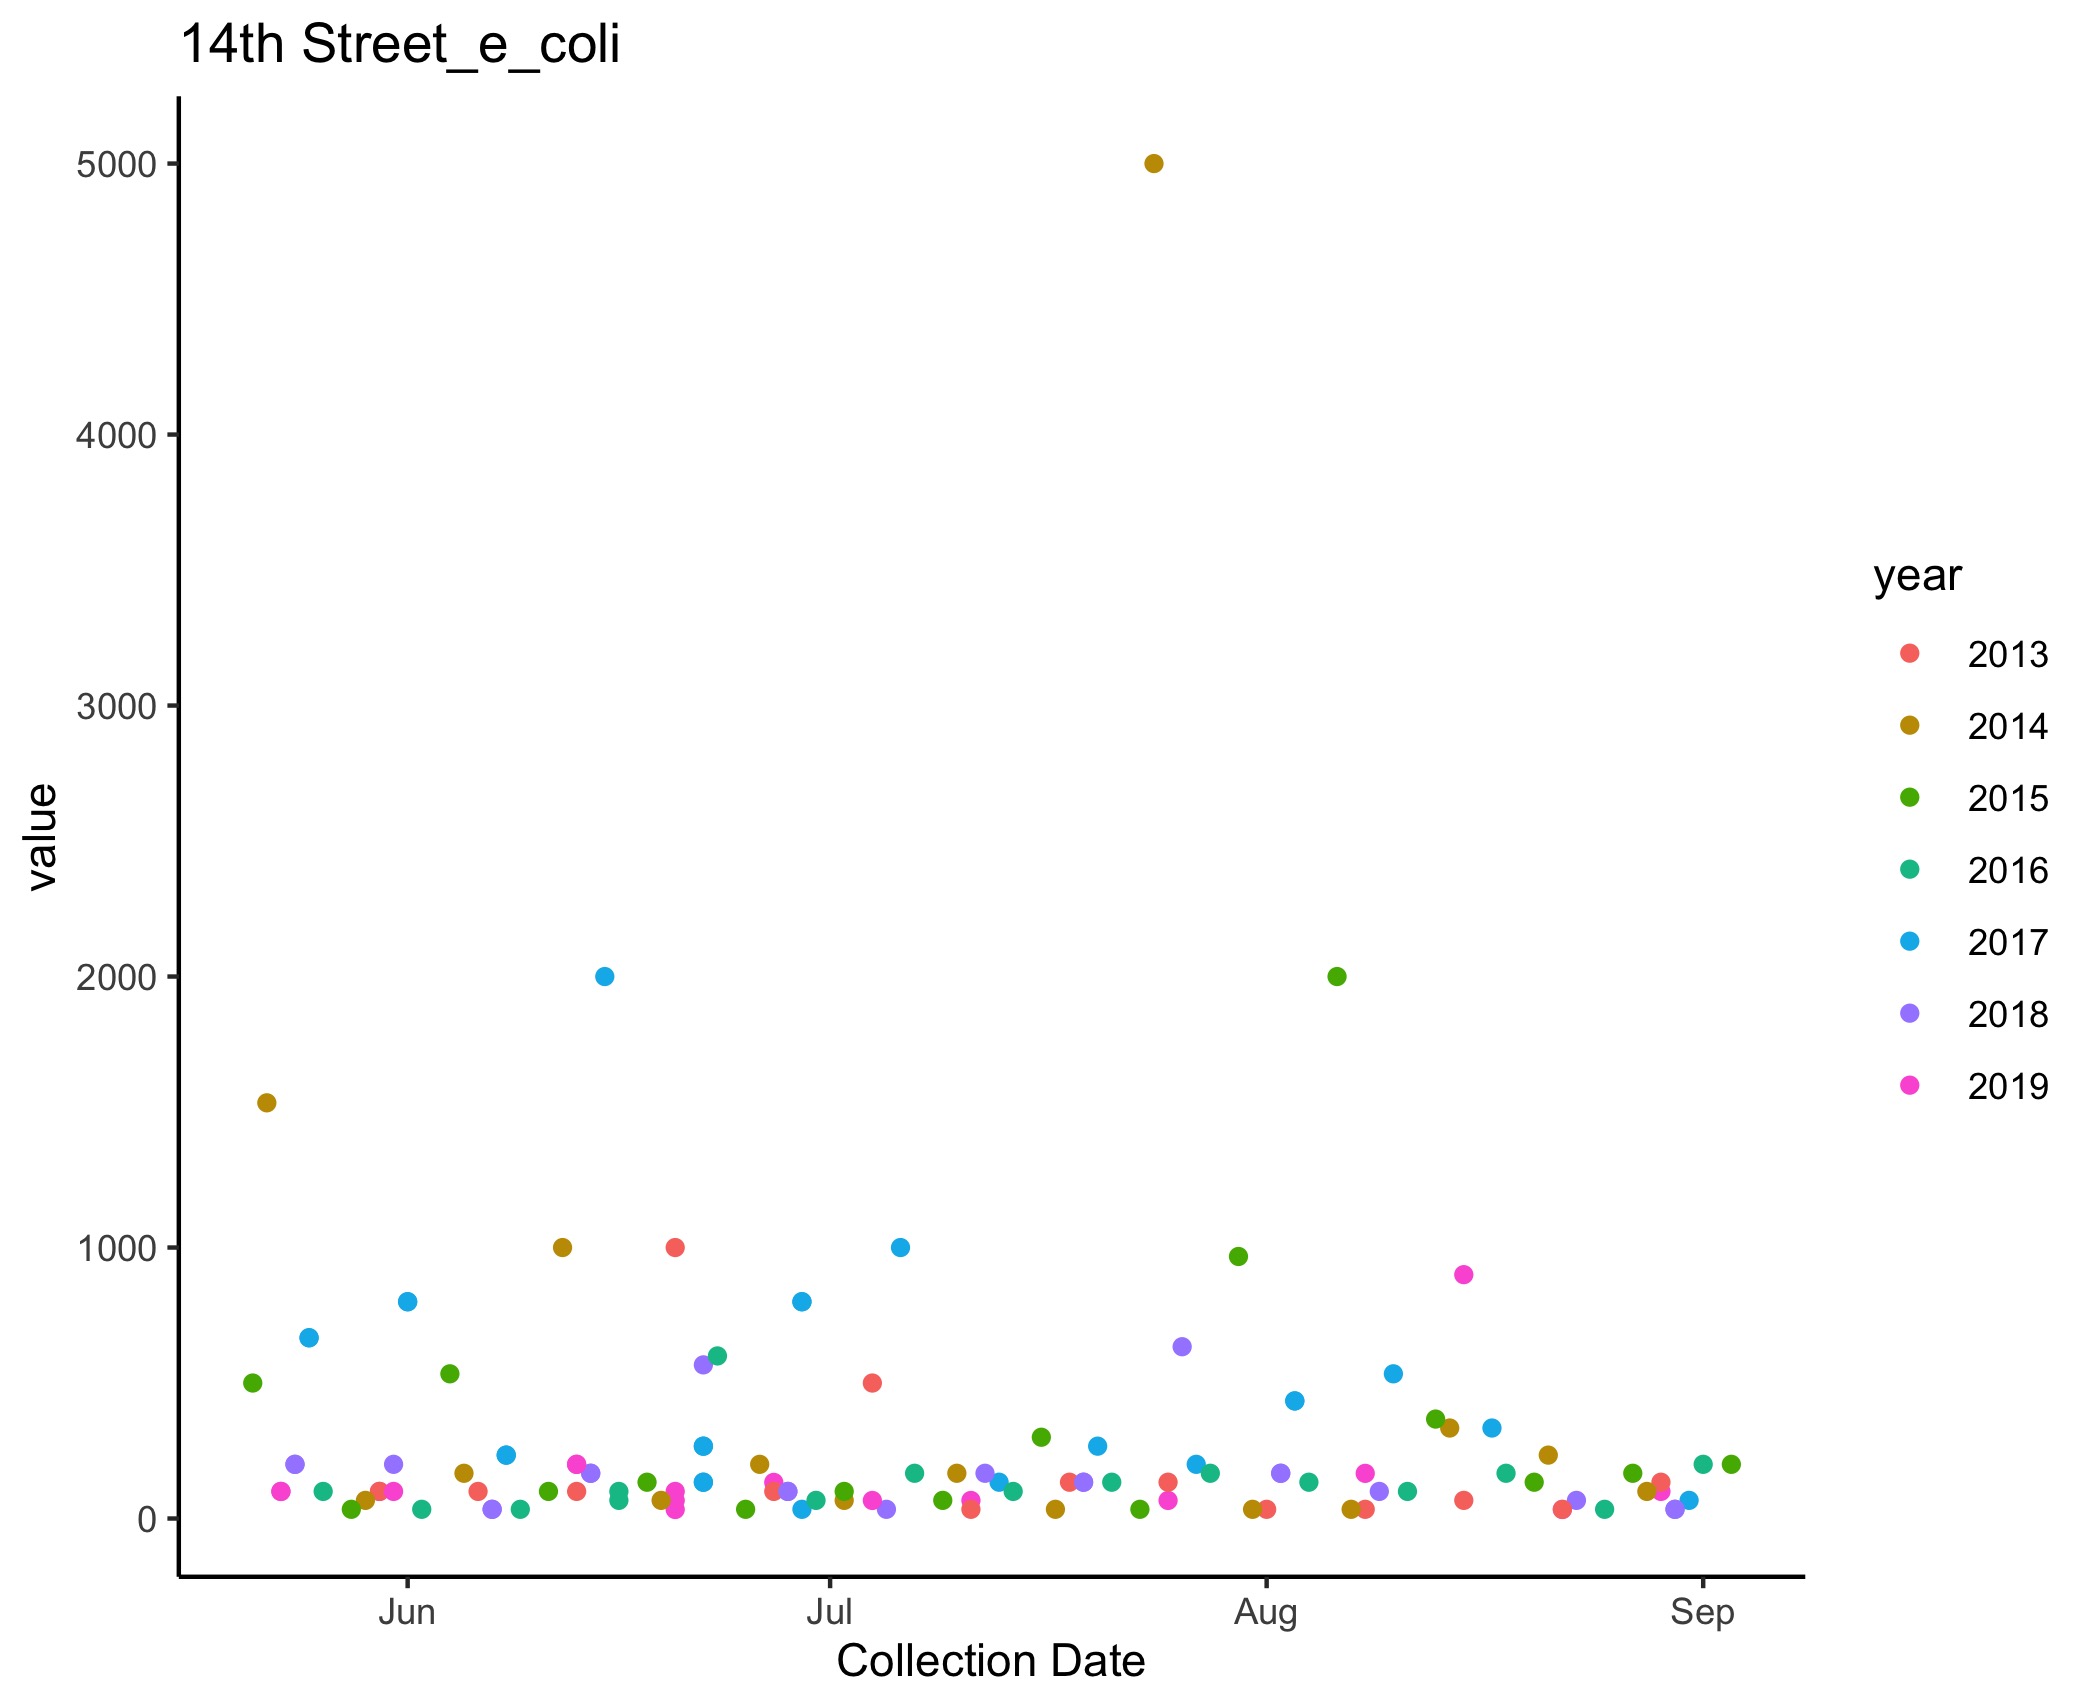 14th Street_e_coli
5000
4000
3000
2000
1000
0
value
Jun Jul Aug Sep
Collection Date
year
2013
2014
2015
2016
2017
2018
2019